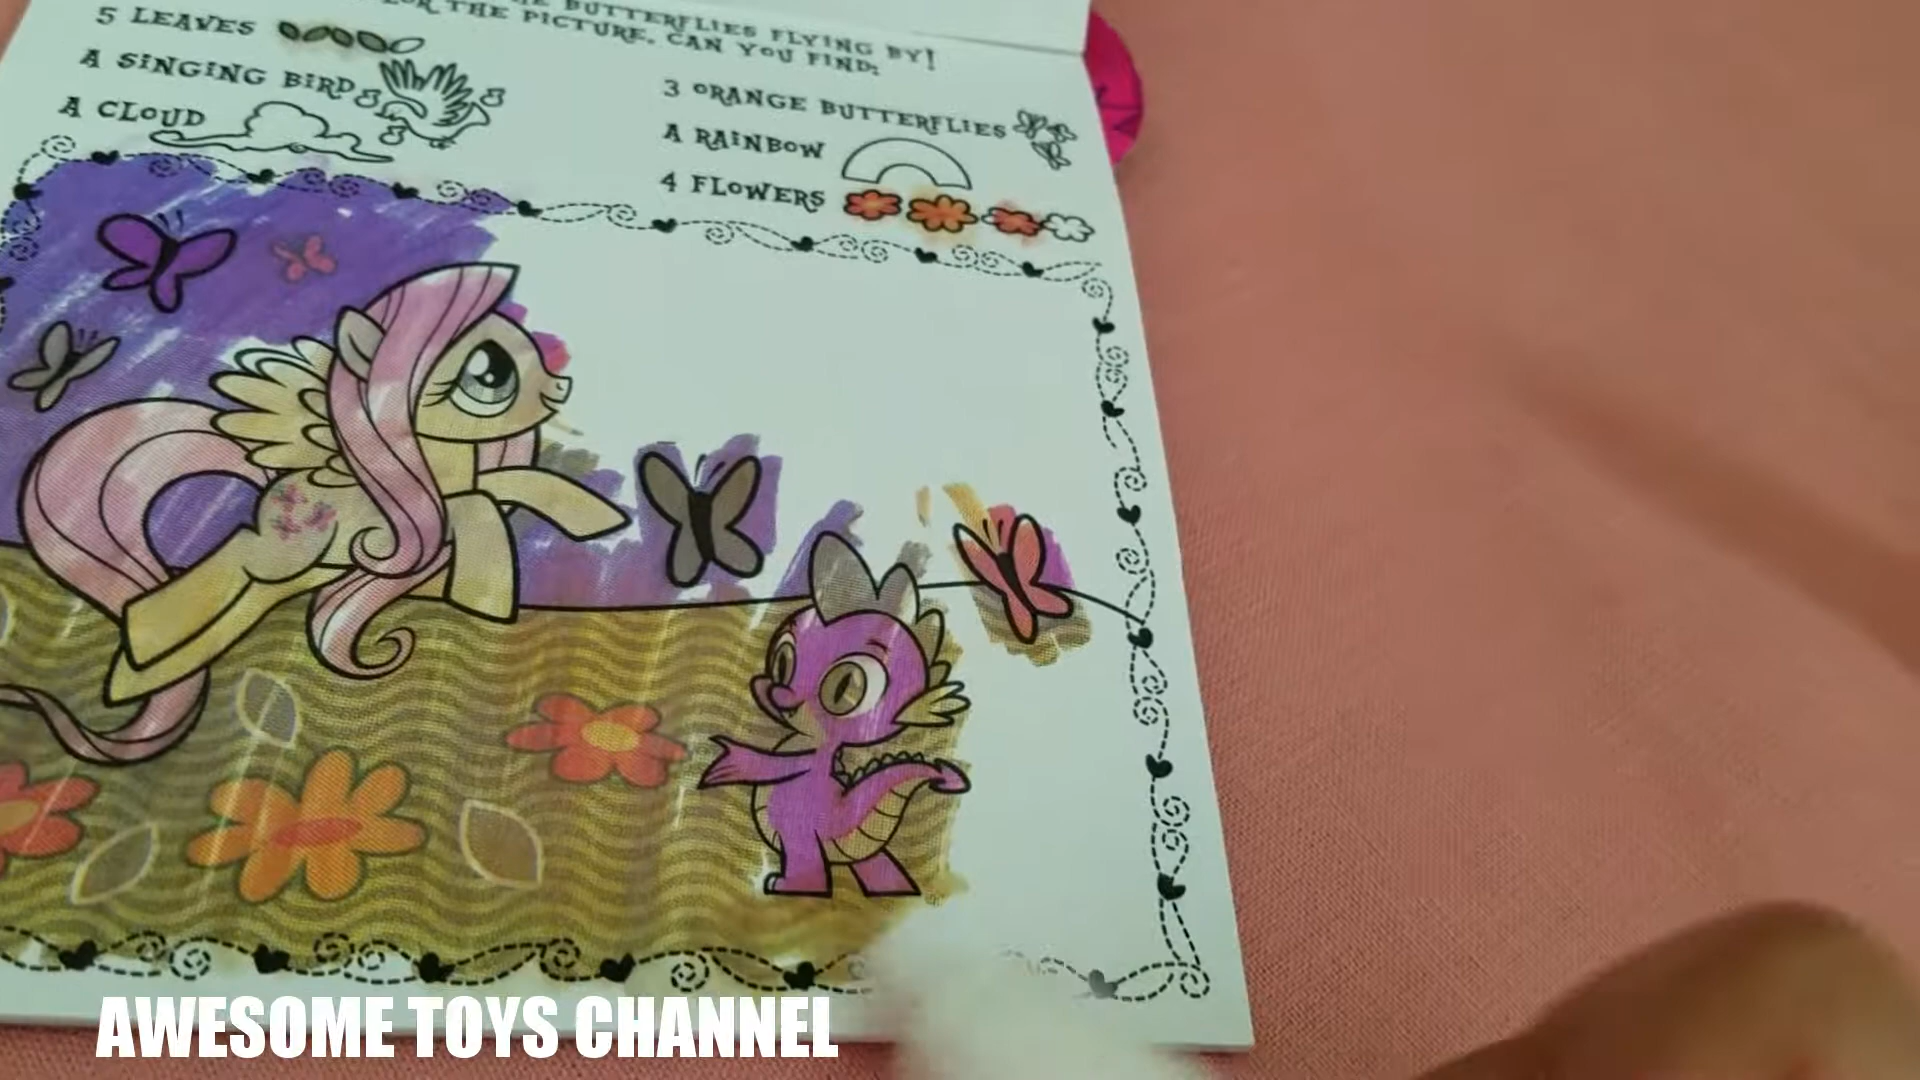 BUTTERFLIES FLYING BY!
THE PICTURE. CAN YOU FIND:
5 LEAVES
A SINGING BIRD
A CLOUD
3 ORANGE BUTTERFLIES
A RAINBOW
4 FLOWERS
AWESOME TOYS CHANNEL